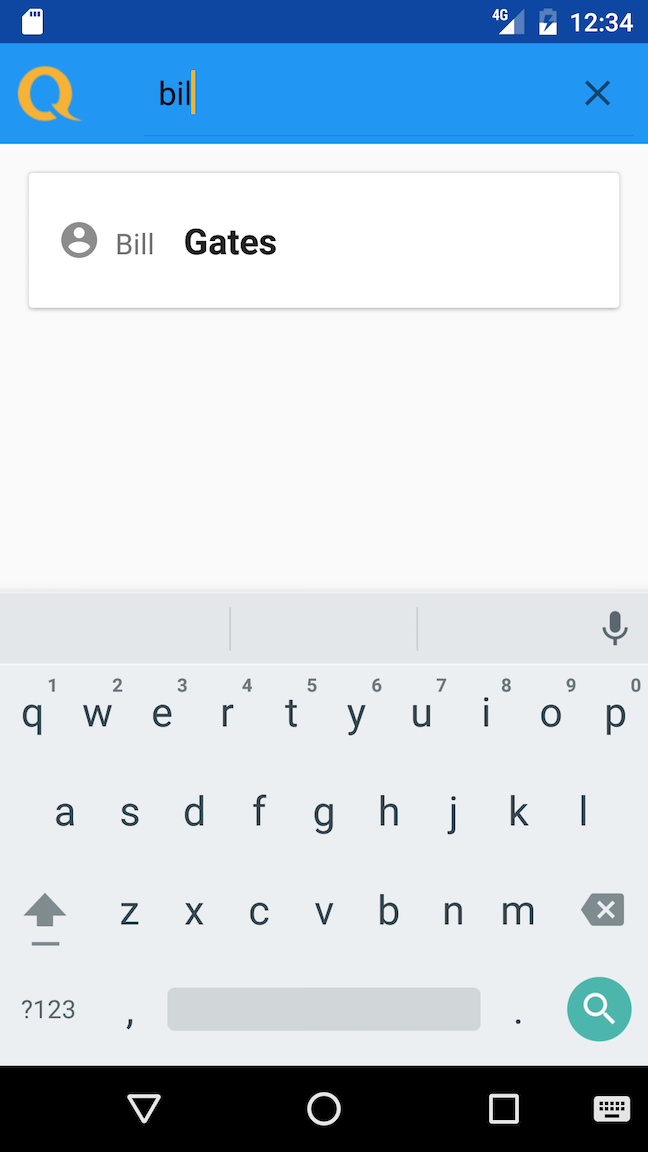 4G 12:34
Q bil
Bill Gates
1 2 3 4 5 6 7 8 9 0
q w e r t y u i o p
a s d f g h j k l
z x c v b n m
?123 , .